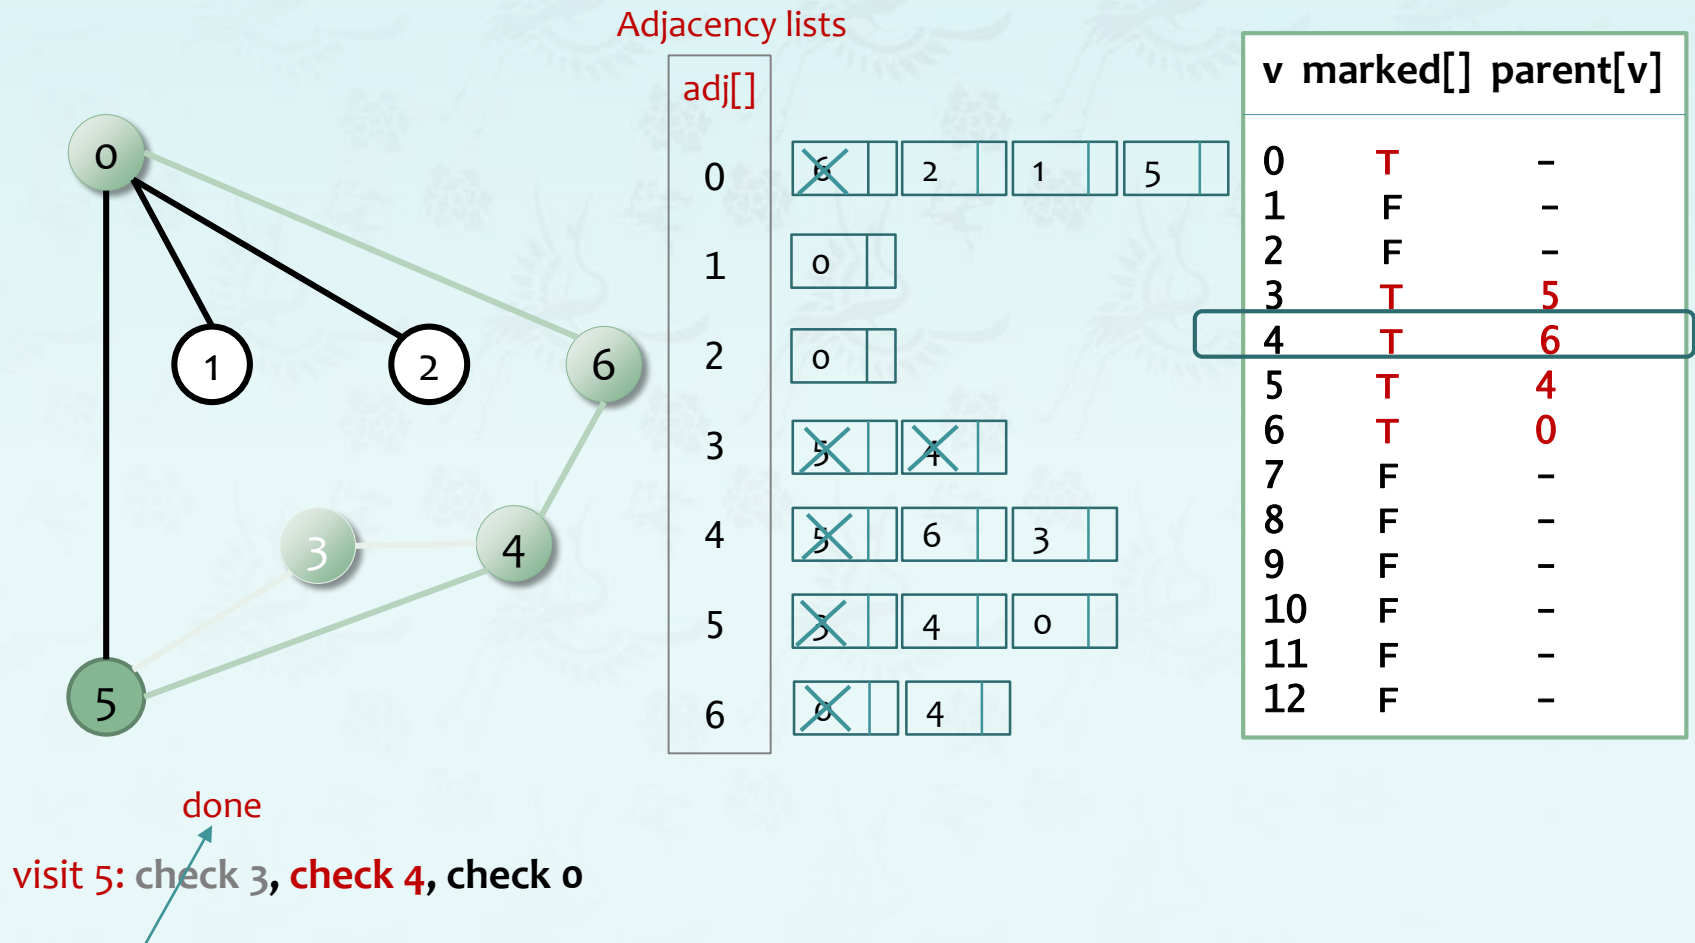 Adjacency lists
adj[]
0 6 2 1 5
1 0
2 0
3 5 4
4 5 6 3
5 3 4 0
6 0 4
0
1
2
6
3
4
5
v marked[] parent[v]
0 T –
1 F –
2 F –
3 T 5
4 T 6
5 T 4
6 T 0
7 F –
8 F –
9 F –
10 F –
11 F –
12 F –
done
visit 5: check 3, check 4, check 0